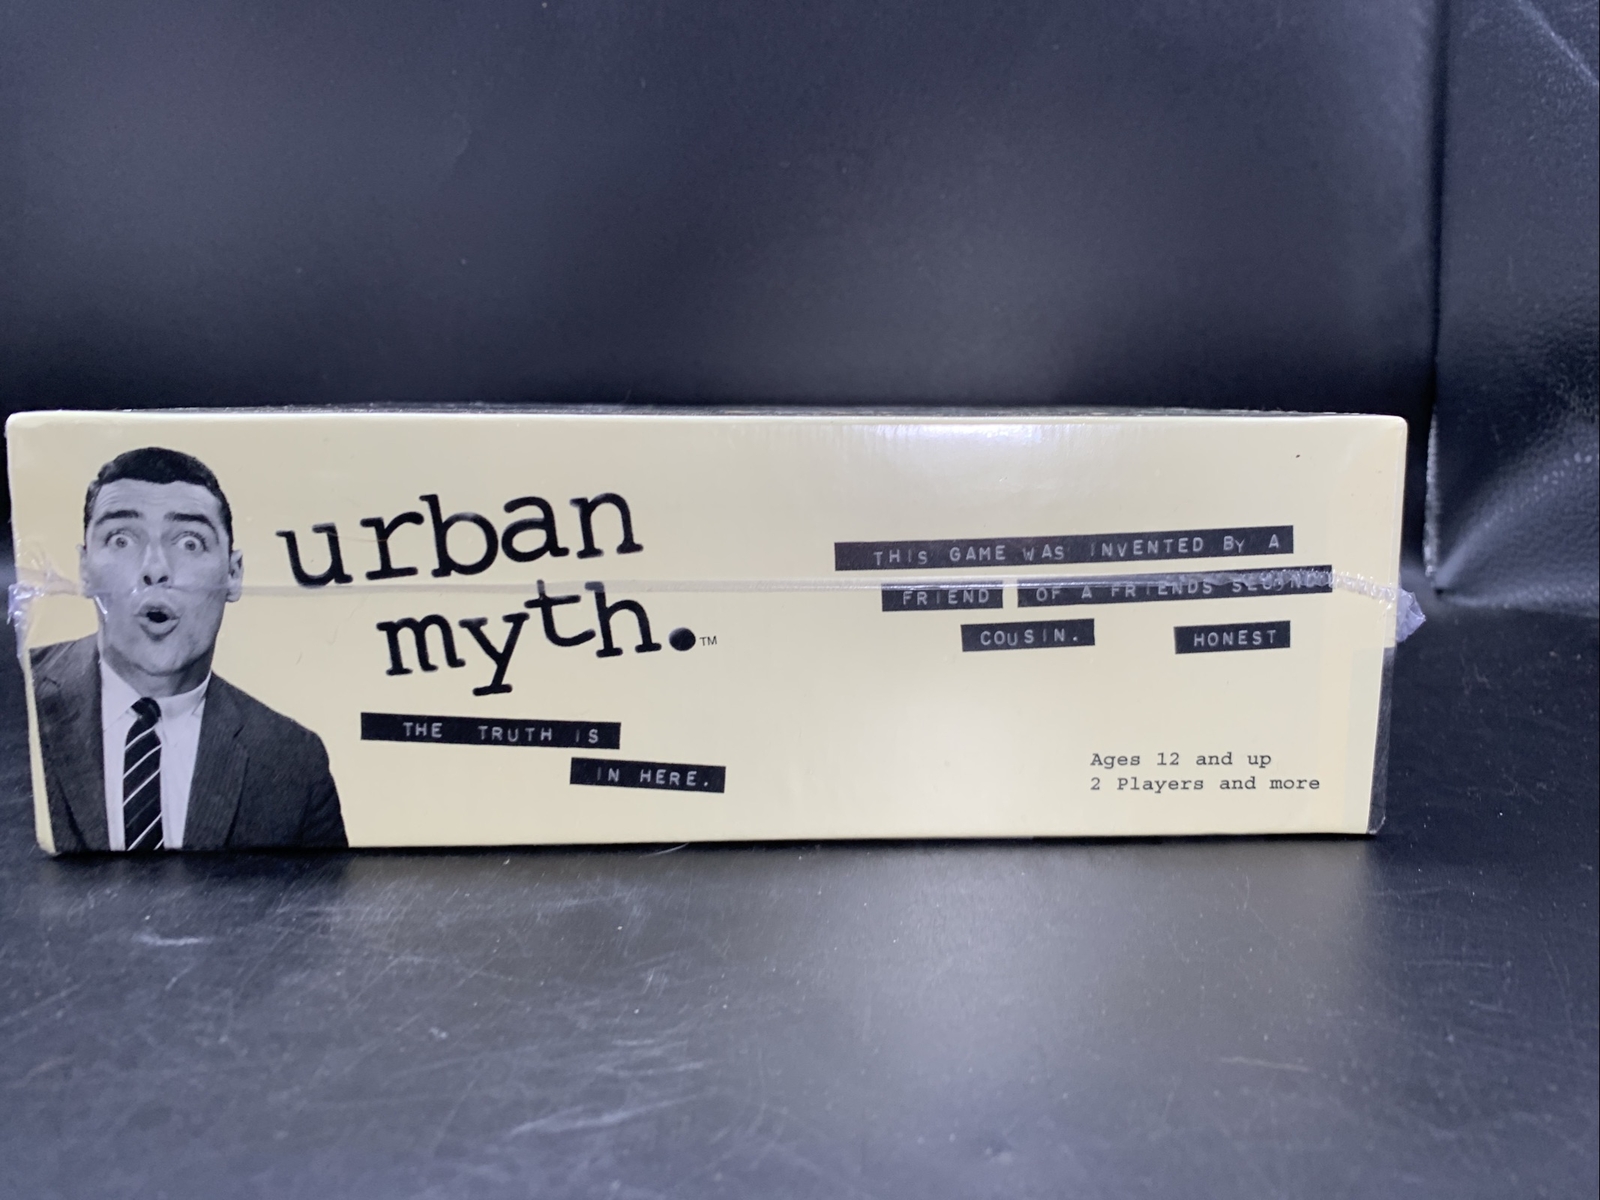 urban
myth.™
THE TRUTH IS
IN HERE.
THIS GAME WAS INVENTED BY A
FRIEND OF A FRIENDS SECOND
COUSIN. HONEST
Ages 12 and up
2 Players and more